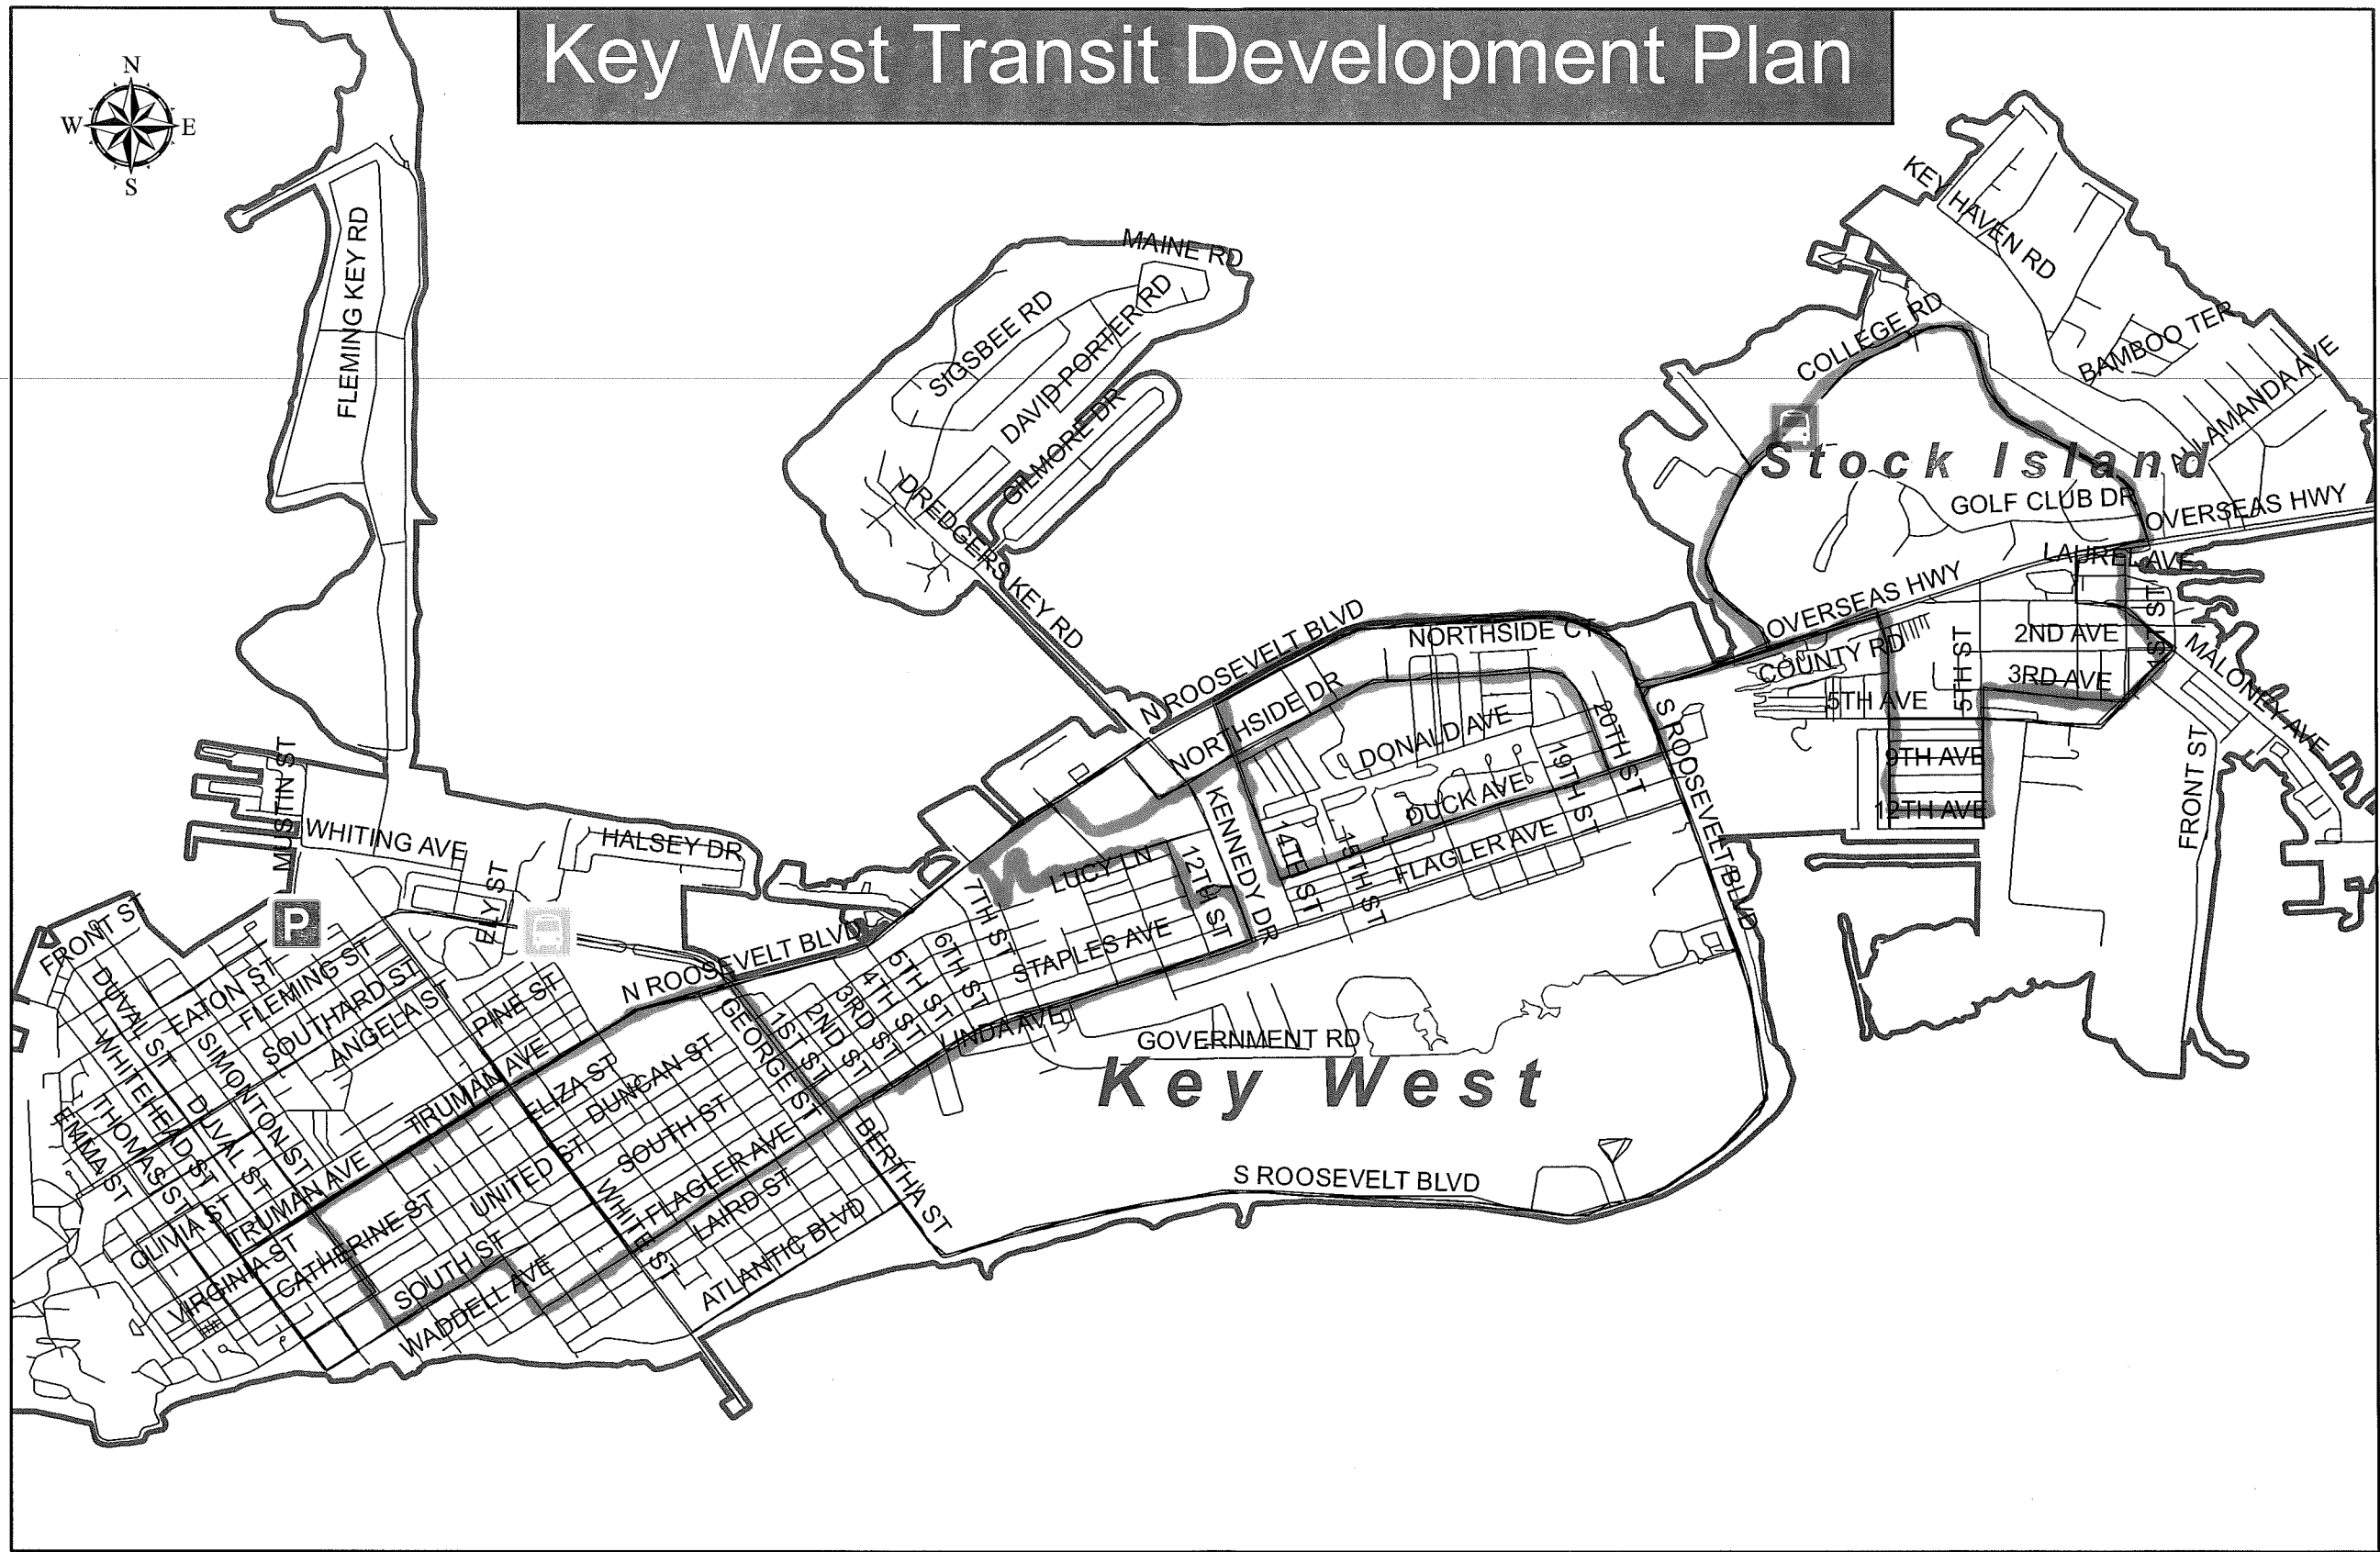 Key West Transit Development Plan
N
W
E
S
KEY HAVEN RD
FLEMING KEY RD
MAINE RD
SIGSBEE RD
DAVID PORTER RD
GILMORE DR
DREDGERS KEY RD
COLLEGE RD
BAMBOO TER
ALLAMANDA AVE
Stock Island
GOLF CLUB DR
OVERSEAS HWY
LAUREL AVE
OVERSEAS HWY
1ST ST
1ST ST
2ND AVE
COUNTY RD
5TH ST
3RD AVE
MALONEY AVE
5TH AVE
9TH AVE
12TH AVE
FRONT ST
N ROOSEVELT BLVD
NORTHSIDE CT
NORTHSIDE DR
S ROOSEVELT BLVD
DONALD AVE
20TH ST
19TH ST
DUCK AVE
KENNEDY DR
14TH ST
15TH ST
FLAGLER AVE
MUSTIN ST
WHITING AVE
HALSEY DR
ELY ST
LUCY LN
12TH ST
7TH ST
STAPLES AVE
P
FRONT ST
N ROOSEVELT BLVD
6TH ST
5TH ST
4TH ST
3RD ST
2ND ST
1ST ST
GEORGE ST
LINDA AVE
GOVERNMENT RD
Key West
DUVAL ST
EATON ST
FLEMING ST
SOUTHARD ST
ANGELA ST
PINE ST
WHITEHEAD ST
SIMONTON ST
THOMAS ST
DUVAL ST
EMMA ST
TRUMAN AVE
ELIZA ST
DUNCAN ST
SOUTH ST
UNITED ST
FLAGLER AVE
BERTHA ST
LAIRD ST
WHITE ST
ATLANTIC BLVD
S ROOSEVELT BLVD
OLIVIA ST
TRUMAN AVE
VIRGINIA ST
CATHERINE ST
SOUTH ST
WADDELL AVE